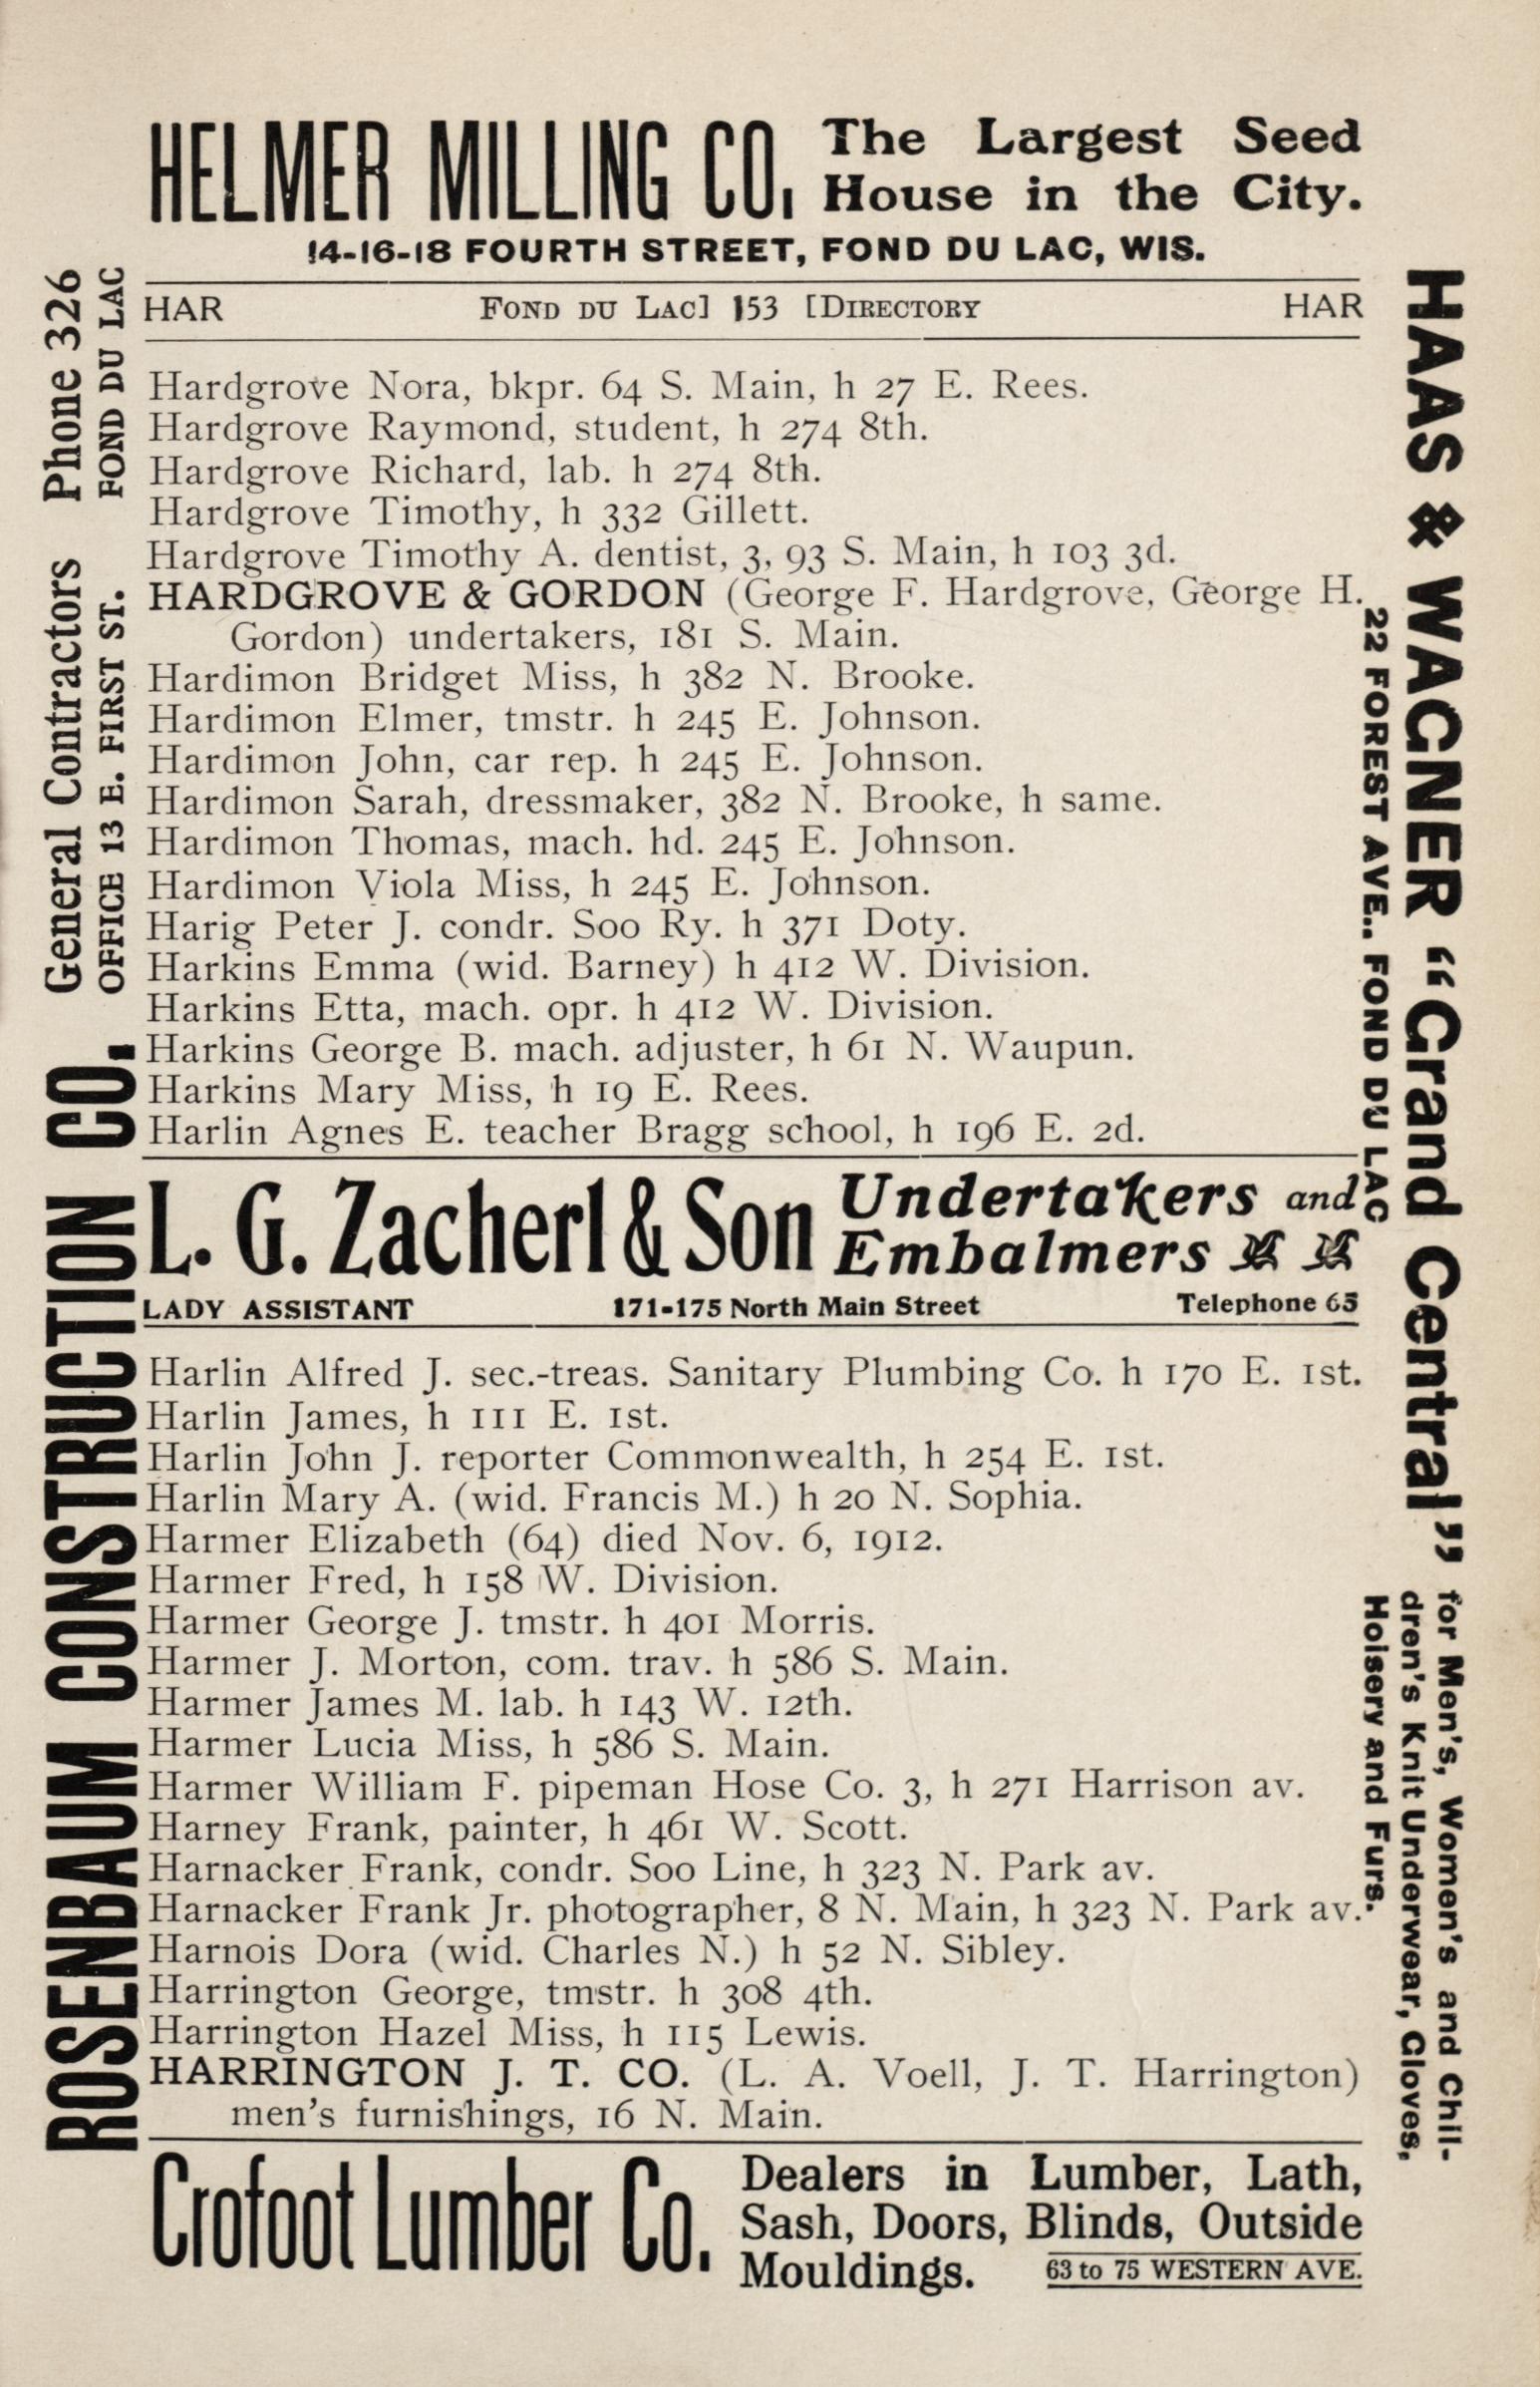 HELMER MILLING CO. The Largest Seed
House in the City.
14-16-18 FOURTH STREET, FOND DU LAC, WIS.
HAR FOND DU LAC] 153 [DIRECTORY HAR
Hardgrove Nora, bkpr. 64 S. Main, h 27 E. Rees.
Hardgrove Raymond, student, h 274 8th.
Hardgrove Richard, lab. h 274 8th.
Hardgrove Timothy, h 332 Gillett.
Hardgrove Timothy A. dentist, 3, 93 S. Main, h 103 3d.
HARDGROVE & GORDON (George F. Hardgrove, George H.
Gordon) undertakers, 181 S. Main.
Hardimon Bridget Miss, h 382 N. Brooke.
Hardimon Elmer, tmstr. h 245 E. Johnson.
Hardimon John, car rep. h 245 E. Johnson.
Hardimon Sarah, dressmaker, 382 N. Brooke, h same.
Hardimon Thomas, mach. hd. 245 E. Johnson.
Hardimon Viola Miss, h 245 E. Johnson.
Harig Peter J. condr. Soo Ry. h 371 Doty.
Harkins Emma (wid. Barney) h 412 W. Division.
Harkins Etta, mach. opr. h 412 W. Division.
Harkins George B. mach. adjuster, h 61 N. Waupun.
Harkins Mary Miss, h 19 E. Rees.
Harlin Agnes E. teacher Bragg school, h 196 E. 2d.
L. G. Zacherl & Son Undertakers and
Embalmers
LADY ASSISTANT 171-175 North Main Street Telephone 65
Harlin Alfred J. sec.-treas. Sanitary Plumbing Co. h 170 E. 1st.
Harlin James, h 111 E. 1st.
Harlin John J. reporter Commonwealth, h 254 E. 1st.
Harlin Mary A. (wid. Francis M.) h 20 N. Sophia.
Harmer Elizabeth (64) died Nov. 6, 1912.
Harmer Fred, h 158 W. Division.
Harmer George J. tmstr. h 401 Morris.
Harmer J. Morton, com. trav. h 586 S. Main.
Harmer James M. lab. h 143 W. 12th.
Harmer Lucia Miss, h 586 S. Main.
Harmer William F. pipeman Hose Co. 3, h 271 Harrison av.
Harney Frank, painter, h 461 W. Scott.
Harnacker Frank, condr. Soo Line, h 323 N. Park av.
Harnacker Frank Jr. photographer, 8 N. Main, h 323 N. Park av.
Harnois Dora (wid. Charles N.) h 52 N. Sibley.
Harrington George, tmstr. h 308 4th.
Harrington Hazel Miss, h 115 Lewis.
HARRINGTON J. T. CO. (L. A. Voell, J. T. Harrington)
men's furnishings, 16 N. Main.
Crofoot Lumber Co. Dealers in Lumber, Lath,
Sash, Doors, Blinds, Outside
Mouldings. 63 to 75 WESTERN AVE.
ROSENBAUM CONSTRUCTION CO. General Contractors Phone 326
OFFICE 13 E. FIRST ST. FOND DU LAC
HAAS & WAGNER "Grand Central" for Men's, Women's and Chil-
dren's Knit Underwear, Gloves,
Hoisery and Furs.
22 FOREST AVE., FOND DU LAC